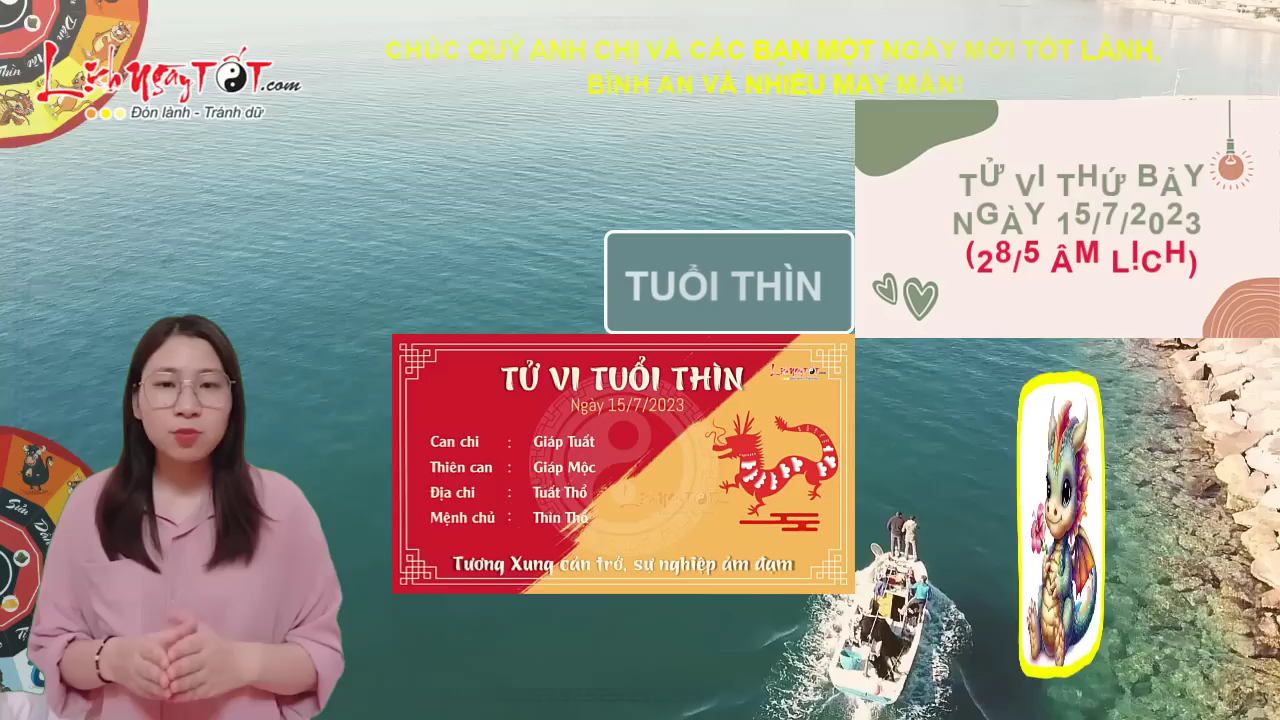 LịchNgàyTỐT.com
Đón lành - Tránh dữ
CHÚC QUÝ ANH CHỊ VÀ CÁC BẠN MỘT NGÀY MỚI TỐT LÀNH,
BÌNH AN VÀ NHIỀU MAY MẮN!
TỬ VI THỨ BẢY
NGÀY 15/7/2023
(28/5 ÂM LỊCH)
TUỔI THÌN
TỬ VI TUỔI THÌN
LịchNgàyTỐT.com
Ngày 15/7/2023
Can chi : Giáp Tuất
Thiên can : Giáp Mộc
Địa chi : Tuất Thổ
Mệnh chủ : Thìn Thổ
Tương Xung cản trở, sự nghiệp ảm đạm